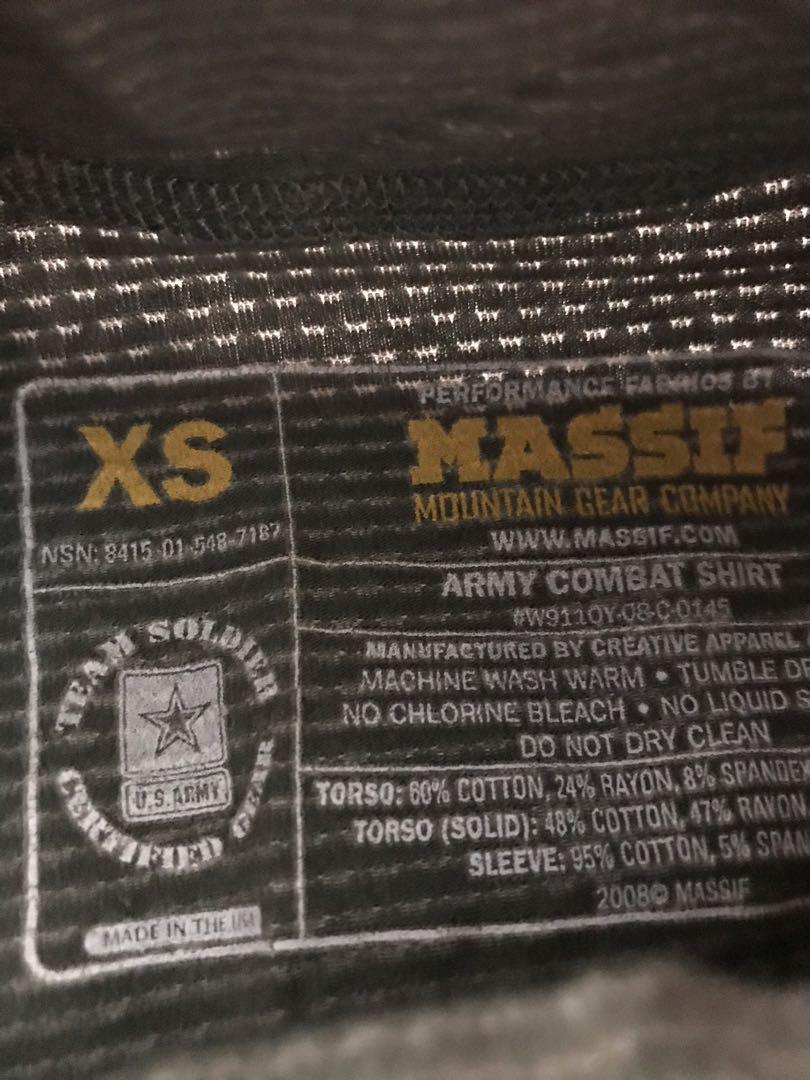 XS
NSN: 8415-01-548-7187
TEAM SOLDIER
U.S. ARMY
CERTIFIED GEAR
MADE IN THE USA
PERFORMANCE FABRICS BY
MASSIF
MOUNTAIN GEAR COMPANY
WWW.MASSIF.COM
ARMY COMBAT SHIRT
#W911QY-08-C-0145
MANUFACTURED BY CREATIVE APPAREL
MACHINE WASH WARM • TUMBLE
NO CHLORINE BLEACH • NO LIQUID
DO NOT DRY CLEAN
TORSO: 60% COTTON, 24% RAYON, 8% SPANDEX
TORSO (SOLID): 48% COTTON, 47% RAYON
SLEEVE: 95% COTTON, 5%
2008© MASSIF